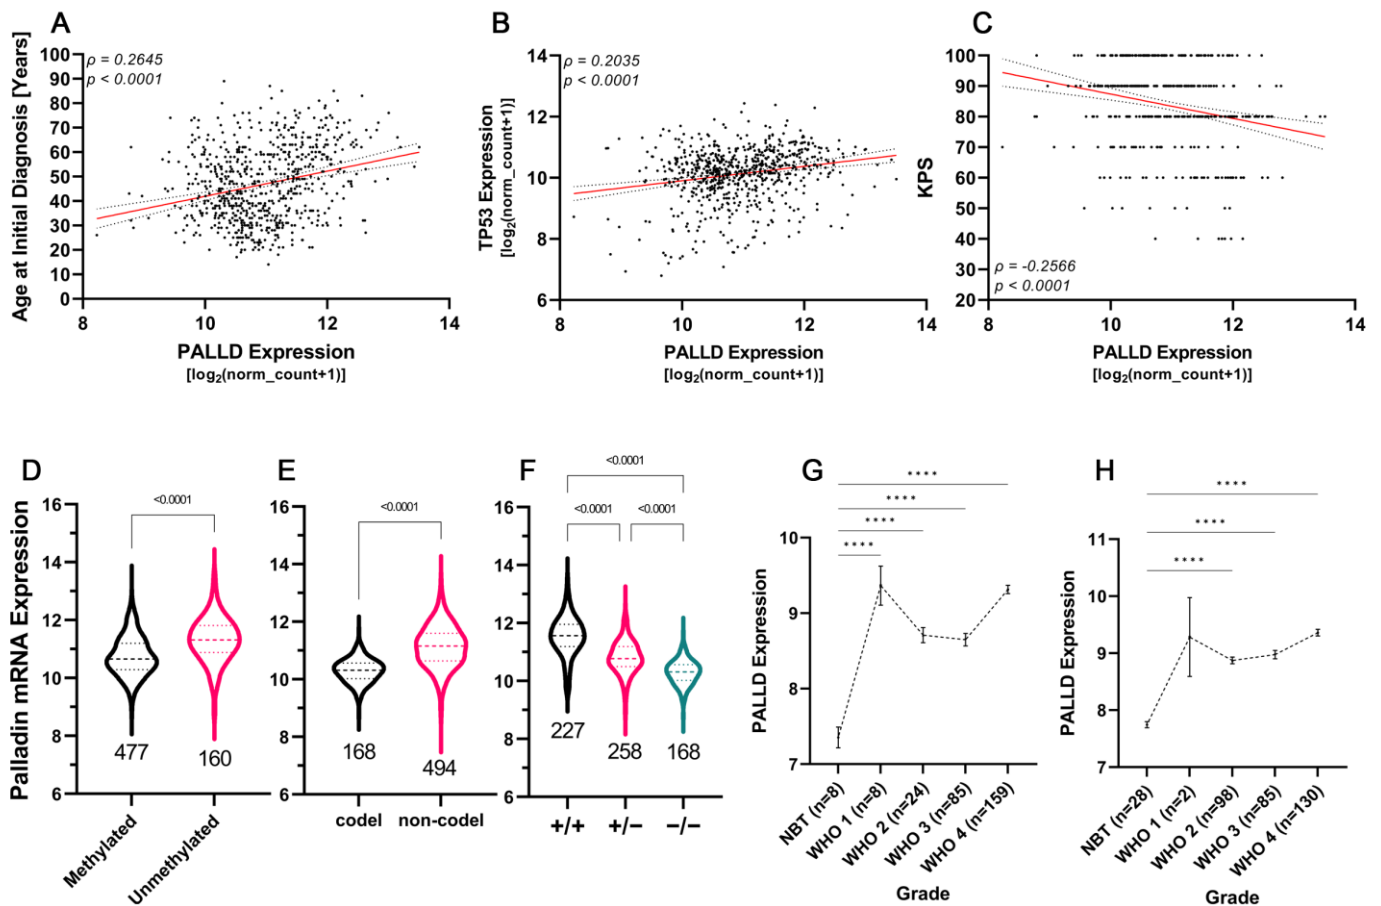 A
Age at Initial Diagnosis [Years]
100
90
80
70
60
50
40
30
20
10
0
ρ = 0.2645
p < 0.0001
8
10
12
14
PALLD Expression
[log₂(norm_count+1)]
B
TP53 Expression
[log₂(norm_count+1)]
14
12
10
8
6
ρ = 0.2035
p < 0.0001
8
10
12
14
PALLD Expression
[log₂(norm_count+1)]
C
KPS
100
90
80
70
60
50
40
30
20
ρ = -0.2566
p < 0.0001
8
10
12
14
PALLD Expression
[log₂(norm_count+1)]
D
Palladin mRNA Expression
16
14
12
10
8
6
<0.0001
477
160
Methylated
Unmethylated
E
16
14
12
10
8
6
<0.0001
168
494
codel
non-codel
F
16
14
12
10
8
6
<0.0001
<0.0001
<0.0001
227
258
168
+/+
+/−
−/−
G
PALLD Expression
10
9
8
7
****
****
****
****
NBT (n=8)
WHO 1 (n=8)
WHO 2 (n=24)
WHO 3 (n=85)
WHO 4 (n=159)
Grade
H
PALLD Expression
11
10
9
8
7
****
****
****
NBT (n=28)
WHO 1 (n=2)
WHO 2 (n=98)
WHO 3 (n=85)
WHO 4 (n=130)
Grade